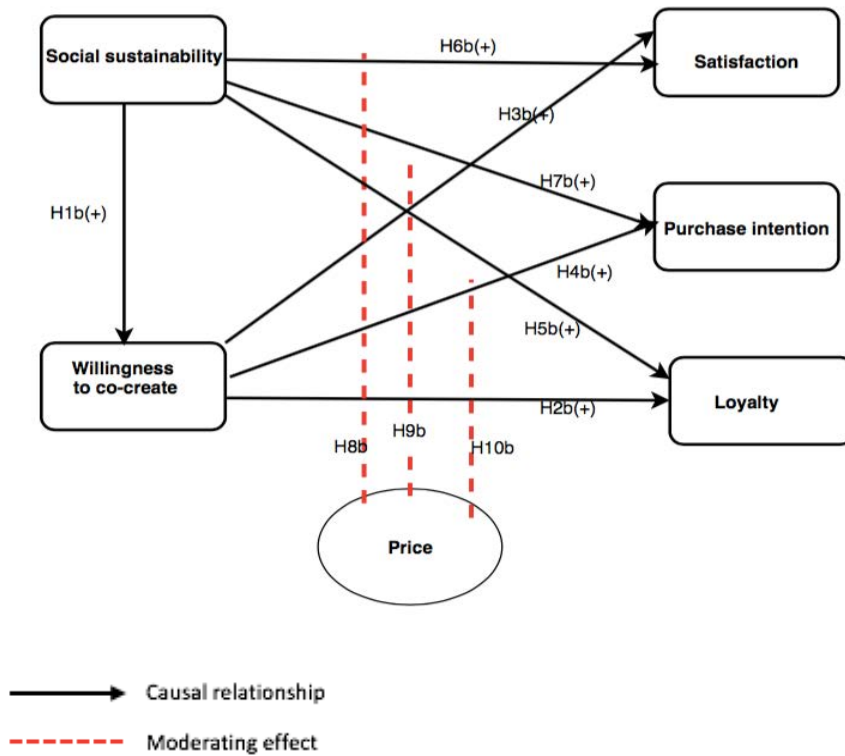 Social sustainability
H6b(+)
Satisfaction
H3b(+)
H7b(+)
H1b(+)
Purchase intention
H4b(+)
H5b(+)
Willingness
to co-create
Loyalty
H2b(+)
H9b
H8b
H10b
Price
Causal relationship
Moderating effect